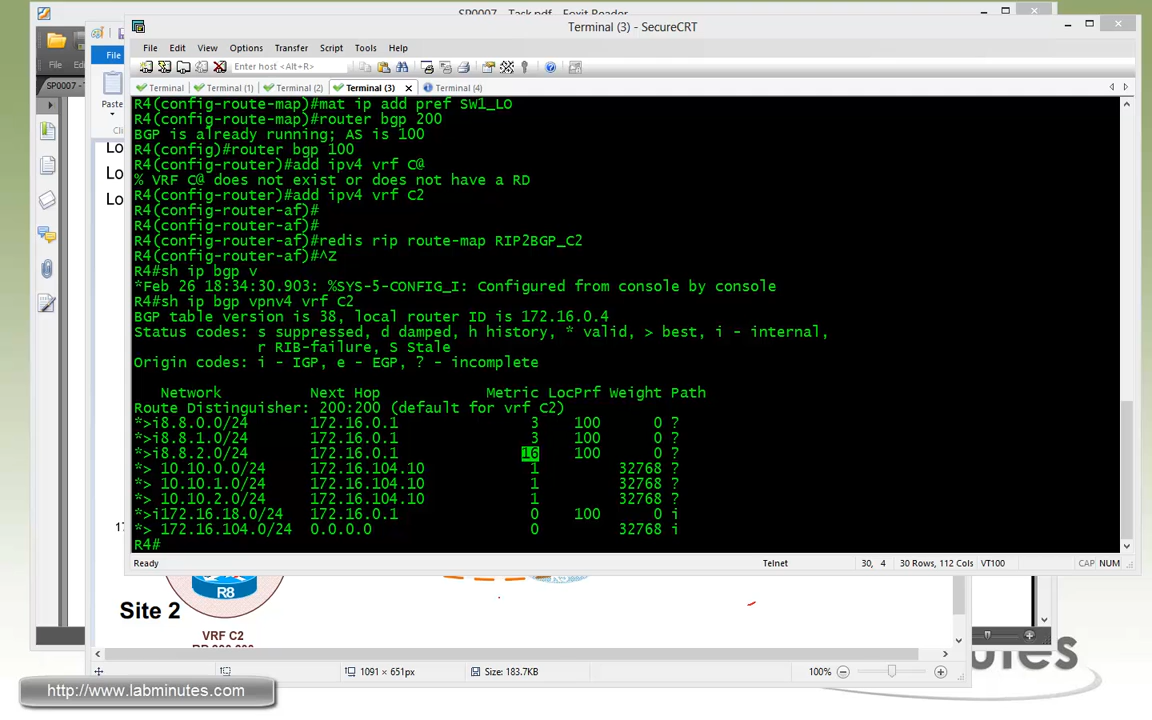 SP0007 - Task.pdf - Foxit Reader
Terminal (3) - SecureCRT
File Edit View Options Transfer Script Tools Help
Enter host <Alt+R>
File
File
SP0007 -
Terminal Terminal (1) Terminal (2) Terminal (3) Terminal (4)
Paste
R4(config-route-map)#mat ip add pref SW1_LO
R4(config-route-map)#router bgp 200
BGP is already running; AS is 100
R4(config)#router bgp 100
R4(config-router)#add ipv4 vrf C@
% VRF C@ does not exist or does not have a RD
R4(config-router)#add ipv4 vrf C2
R4(config-router-af)#
R4(config-router-af)#
R4(config-router-af)#redis rip route-map RIP2BGP_C2
R4(config-router-af)#^Z
R4#sh ip bgp v
*Feb 26 18:34:30.903: %SYS-5-CONFIG_I: Configured from console by console
R4#sh ip bgp vpnv4 vrf C2
BGP table version is 38, local router ID is 172.16.0.4
Status codes: s suppressed, d damped, h history, * valid, > best, i - internal,
r RIB-failure, S Stale
Origin codes: i - IGP, e - EGP, ? - incomplete
Network Next Hop Metric LocPrf Weight Path
Route Distinguisher: 200:200 (default for vrf C2)
*>i8.8.0.0/24 172.16.0.1 3 100 0 ?
*>i8.8.1.0/24 172.16.0.1 3 100 0 ?
*>i8.8.2.0/24 172.16.0.1 16 100 0 ?
*> 10.10.0.0/24 172.16.104.10 1 32768 ?
*> 10.10.1.0/24 172.16.104.10 1 32768 ?
*> 10.10.2.0/24 172.16.104.10 1 32768 ?
*>i172.16.18.0/24 172.16.0.1 0 100 0 i
*> 172.16.104.0/24 0.0.0.0 0 32768 i
R4#
Ready Telnet 30, 4 30 Rows, 112 Cols VT100 CAP NUM
R8
Site 2
VRF C2
1091 × 651px Size: 183.7KB 100%
http://www.labminutes.com